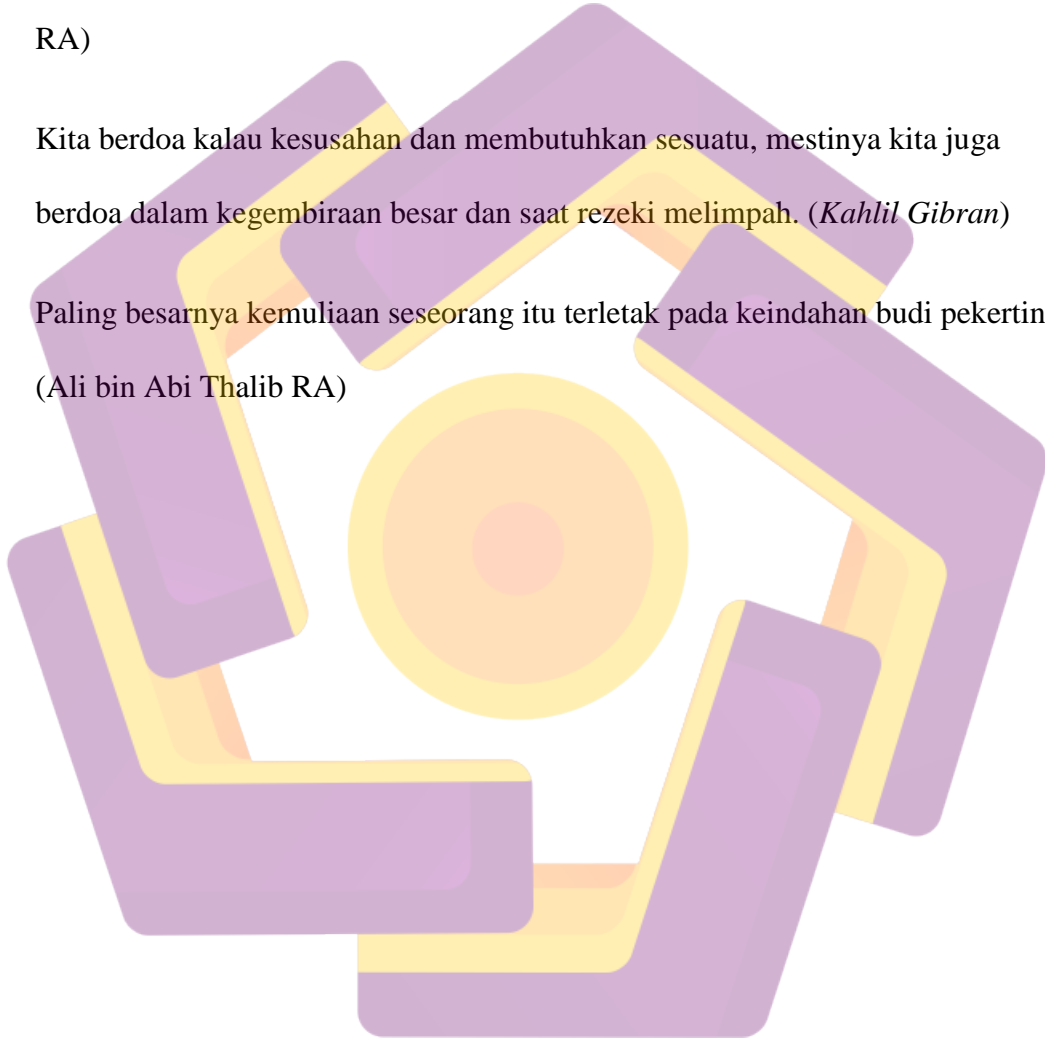 RA)
Kita berdoa kalau kesusahan dan membutuhkan sesuatu, mestinya kita juga
berdoa dalam kegembiraan besar dan saat rezeki melimpah. (Kahlil Gibran)
Paling besarnya kemuliaan seseorang itu terletak pada keindahan budi pekertin
(Ali bin Abi Thalib RA)